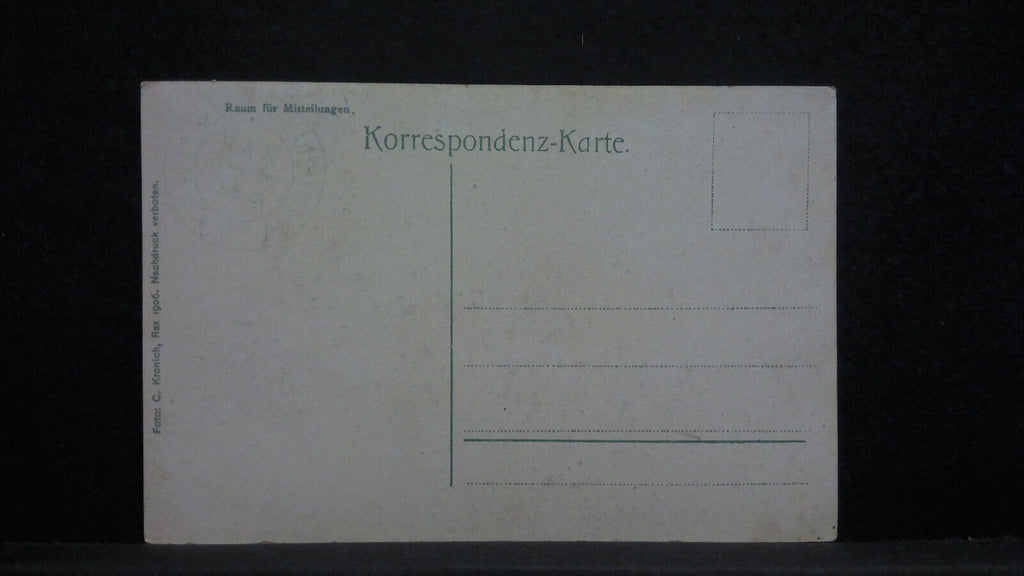 Raum für Mitteilungen.
Korrespondenz-Karte.
Foto: C. Kronich, Rax 1906. Nachdruck verboten.